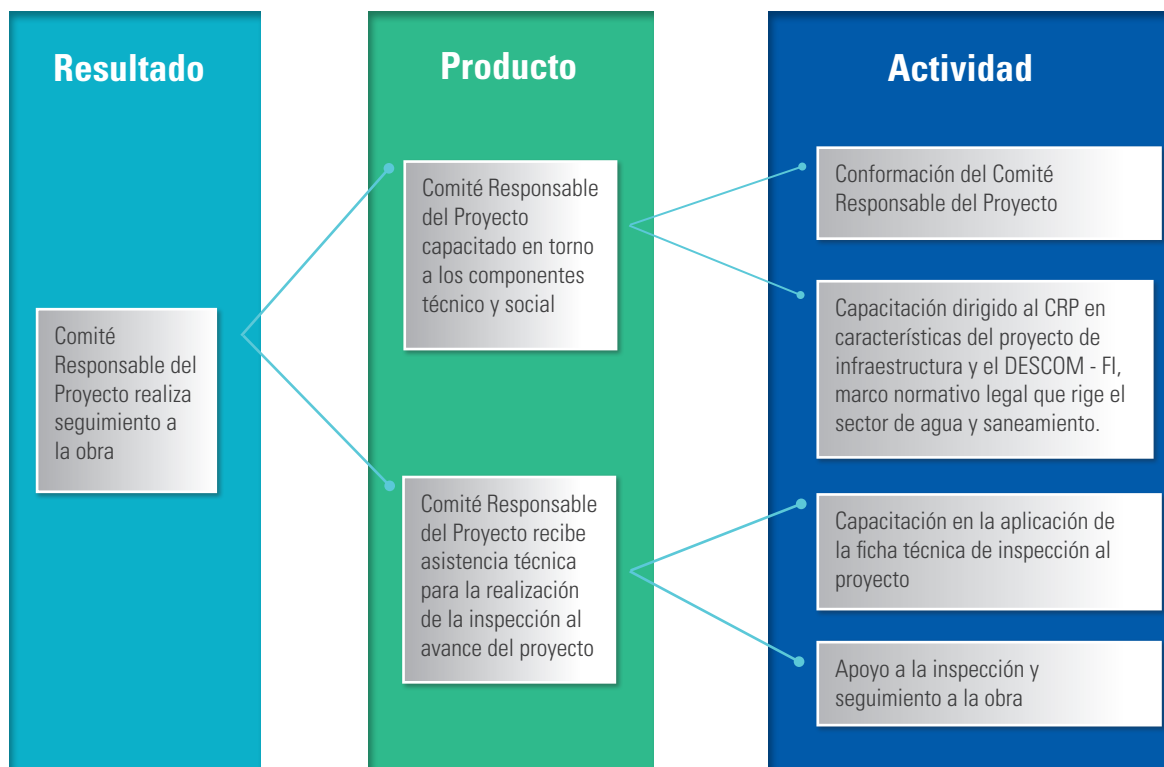 Resultado
Comité
Responsable del
Proyecto realiza
seguimiento a
la obra
Producto
Comité Responsable
del Proyecto
capacitado en torno
a los componentes
técnico y social
Comité Responsable
del Proyecto recibe
asistencia técnica
para la realización
de la inspección al
avance del proyecto
Actividad
Conformación del Comité
Responsable del Proyecto
Capacitación dirigido al CRP en
características del proyecto de
infraestructura y el DESCOM - FI,
marco normativo legal que rige el
sector de agua y saneamiento.
Capacitación en la aplicación de
la ficha técnica de inspección al
proyecto
Apoyo a la inspección y
seguimiento a la obra